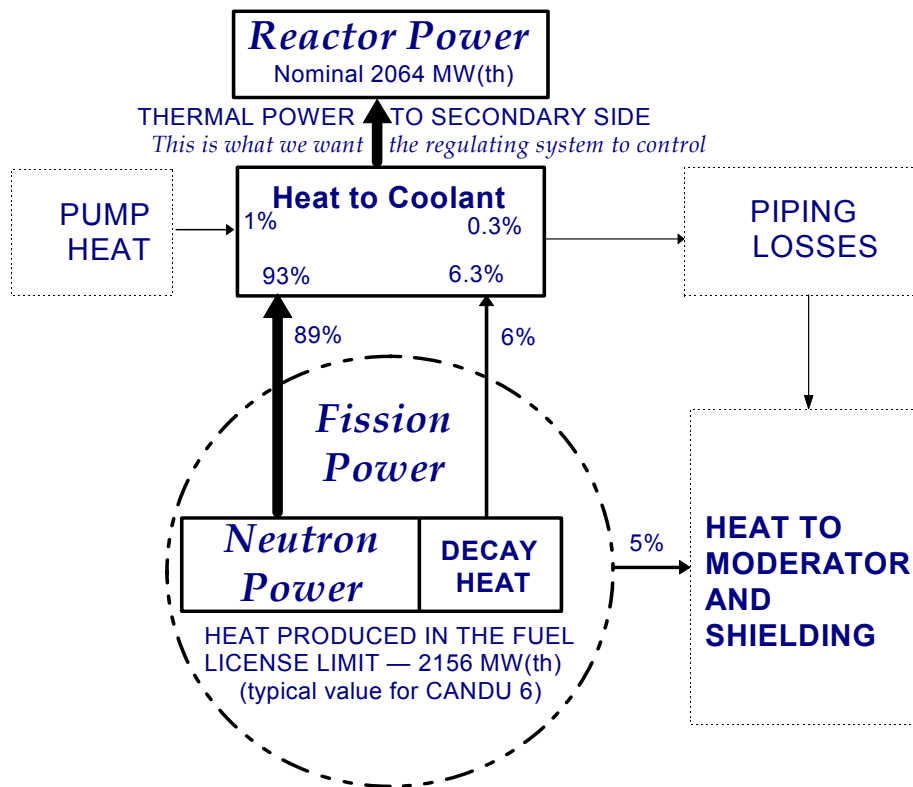 Reactor Power
Nominal 2064 MW(th)
THERMAL POWER TO SECONDARY SIDE
This is what we want the regulating system to control
PUMP
HEAT
Heat to Coolant
1%
0.3%
93%
6.3%
PIPING
LOSSES
89%
6%
Fission
Power
Neutron
Power
DECAY
HEAT
5%
HEAT TO
MODERATOR
AND
SHIELDING
HEAT PRODUCED IN THE FUEL
LICENSE LIMIT — 2156 MW(th)
(typical value for CANDU 6)